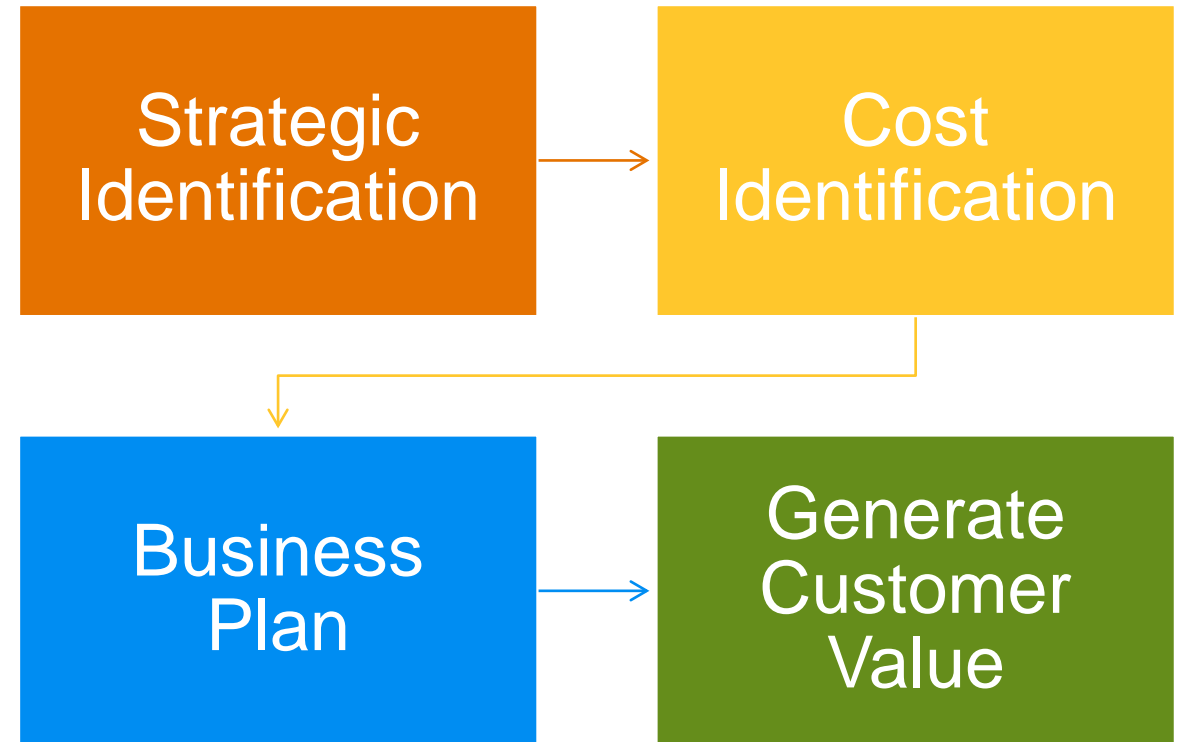 Strategic
Identification
Cost
Identification
Business
Plan
Generate
Customer
Value